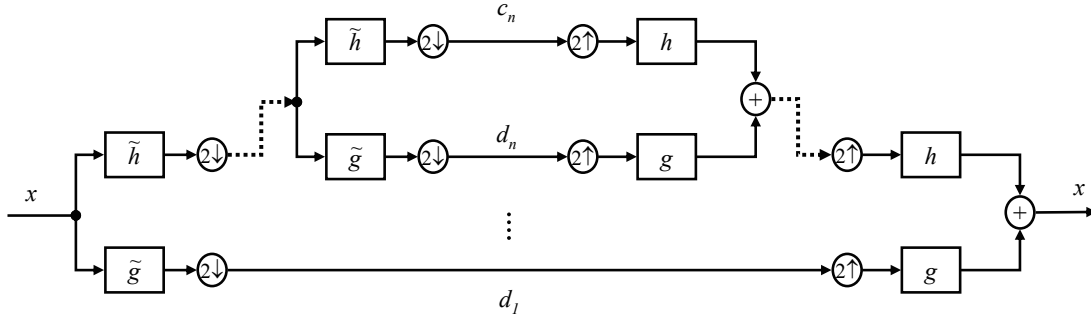 c_n
h̃ 2↓ 2↑ h
+
d_n
h̃ 2↓ g̃ 2↓ 2↑ g 2↑ h
x + x
⋮
g̃ 2↓ 2↑ g
d_1